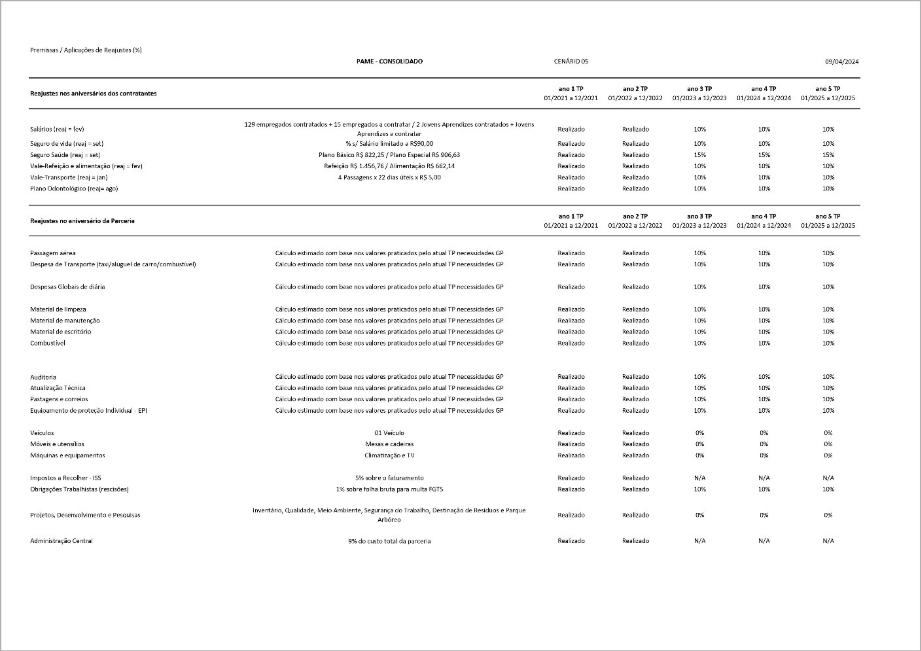 Premissas / Aplicações de Reajustes (%)
PAME - CONSOLIDADO CENÁRIO 05 09/04/2024
Reajustes nos aniversários dos contratantes
ano 1 TP ano 2 TP ano 3 TP ano 4 TP ano 5 TP
01/2021 a 12/2021 01/2022 a 12/2022 01/2023 a 12/2023 01/2024 a 12/2024 01/2025 a 12/2025
Salários (reaj = fev) 129 empregados contratados + 15 empregados a contratar / 2 Jovens Aprendizes contratados + Jovens Aprendizes a contratar Realizado Realizado 10% 10% 10%
Seguro de vida (reaj = set) % s/ Salário limitado a R$90,00 Realizado Realizado 10% 10% 10%
Seguro Saúde (reaj = set) Plano Básico R$ 822,25 / Plano Especial R$ 906,63 Realizado Realizado 15% 15% 15%
Vale-Refeição e alimentação (reaj = fev) Refeição R$ 1.456,76 / Alimentação R$ 662,14 Realizado Realizado 10% 10% 10%
Vale-Transporte (reaj = jan) 4 Passagens x 22 dias úteis x R$ 5,00 Realizado Realizado 10% 10% 10%
Plano Odontológico (reaj= ago) Realizado Realizado 10% 10% 10%
Reajustes no aniversário da Parceria
ano 1 TP ano 2 TP ano 3 TP ano 4 TP ano 5 TP
01/2021 a 12/2021 01/2022 a 12/2022 01/2023 a 12/2023 01/2024 a 12/2024 01/2025 a 12/2025
Passagem aérea Cálculo estimado com base nos valores praticados pelo atual TP necessidades GP Realizado Realizado 10% 10% 10%
Despesa de Transporte (taxi/aluguel de carro/combustível) Cálculo estimado com base nos valores praticados pelo atual TP necessidades GP Realizado Realizado 10% 10% 10%
Despesas Globais de diária Cálculo estimado com base nos valores praticados pelo atual TP necessidades GP Realizado Realizado 10% 10% 10%
Material de limpeza Cálculo estimado com base nos valores praticados pelo atual TP necessidades GP Realizado Realizado 10% 10% 10%
Material de manutenção Cálculo estimado com base nos valores praticados pelo atual TP necessidades GP Realizado Realizado 10% 10% 10%
Material de escritório Cálculo estimado com base nos valores praticados pelo atual TP necessidades GP Realizado Realizado 10% 10% 10%
Combustível Cálculo estimado com base nos valores praticados pelo atual TP necessidades GP Realizado Realizado 10% 10% 10%
Auditoria Cálculo estimado com base nos valores praticados pelo atual TP necessidades GP Realizado Realizado 10% 10% 10%
Atualização Técnica Cálculo estimado com base nos valores praticados pelo atual TP necessidades GP Realizado Realizado 10% 10% 10%
Postagens e correios Cálculo estimado com base nos valores praticados pelo atual TP necessidades GP Realizado Realizado 10% 10% 10%
Equipamento de proteção Individual - EPI Cálculo estimado com base nos valores praticados pelo atual TP necessidades GP Realizado Realizado 10% 10% 10%
Veículos 01 Veículo Realizado Realizado 0% 0% 0%
Móveis e utensílios Mesas e cadeiras Realizado Realizado 0% 0% 0%
Máquinas e equipamentos Climatização e TV Realizado Realizado 0% 0% 0%
Impostos a Recolher - ISS 5% sobre o faturamento Realizado Realizado N/A N/A N/A
Obrigações Trabalhistas (rescisões) 1% sobre folha bruta para multa FGTS Realizado Realizado 10% 10% 10%
Projetos, Desenvolvimento e Pesquisas Inventário, Qualidade, Meio Ambiente, Segurança do Trabalho, Destinação de Resíduos e Parque Arbóreo Realizado Realizado 0% 0% 0%
Administração Central 9% do custo total da parceria Realizado Realizado N/A N/A N/A